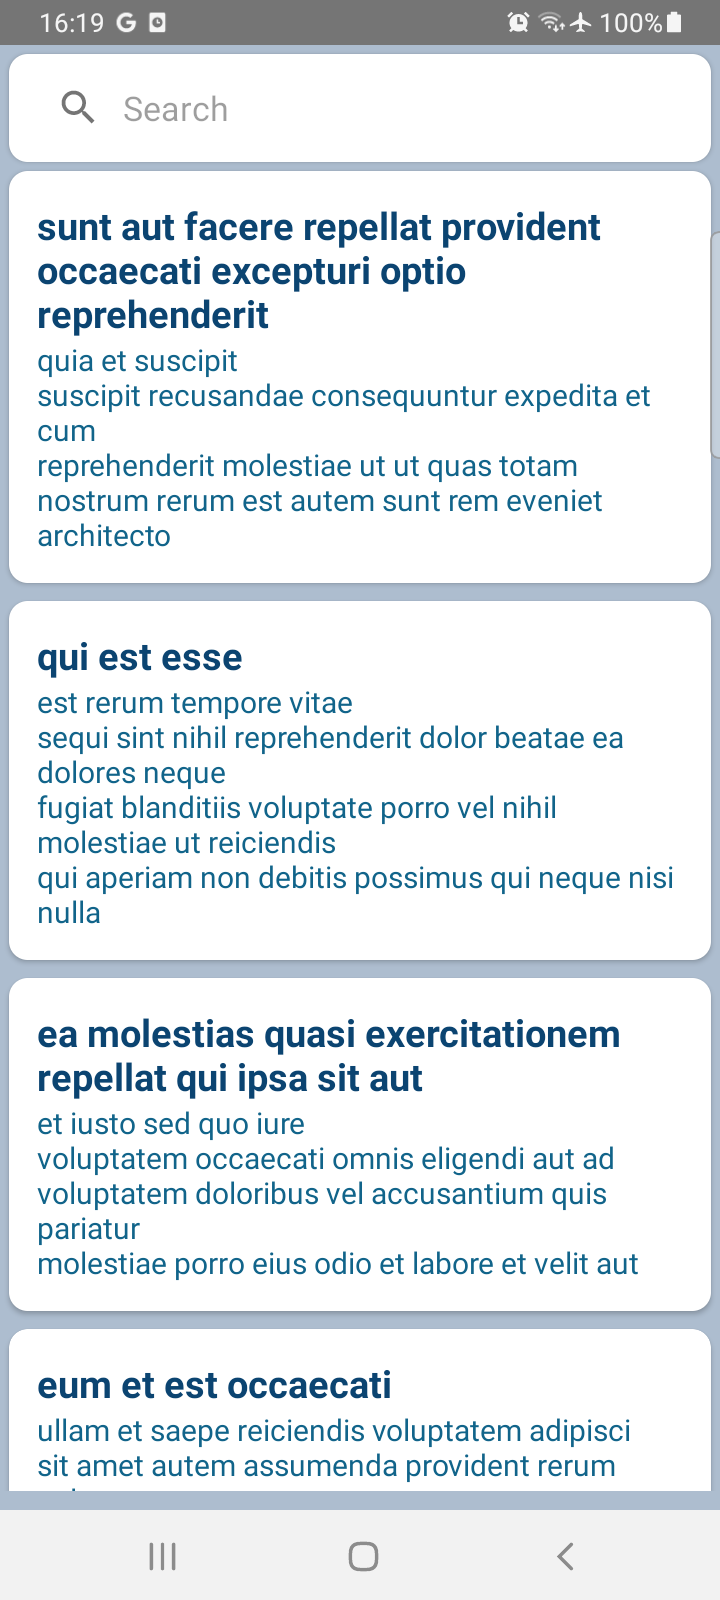 16:19
100%
Search
sunt aut facere repellat provident
occaecati excepturi optio
reprehenderit
quia et suscipit
suscipit recusandae consequuntur expedita et
cum
reprehenderit molestiae ut ut quas totam
nostrum rerum est autem sunt rem eveniet
architecto
qui est esse
est rerum tempore vitae
sequi sint nihil reprehenderit dolor beatae ea
dolores neque
fugiat blanditiis voluptate porro vel nihil
molestiae ut reiciendis
qui aperiam non debitis possimus qui neque nisi
nulla
ea molestias quasi exercitationem
repellat qui ipsa sit aut
et iusto sed quo iure
voluptatem occaecati omnis eligendi aut ad
voluptatem doloribus vel accusantium quis
pariatur
molestiae porro eius odio et labore et velit aut
eum et est occaecati
ullam et saepe reiciendis voluptatem adipisci
sit amet autem assumenda provident rerum